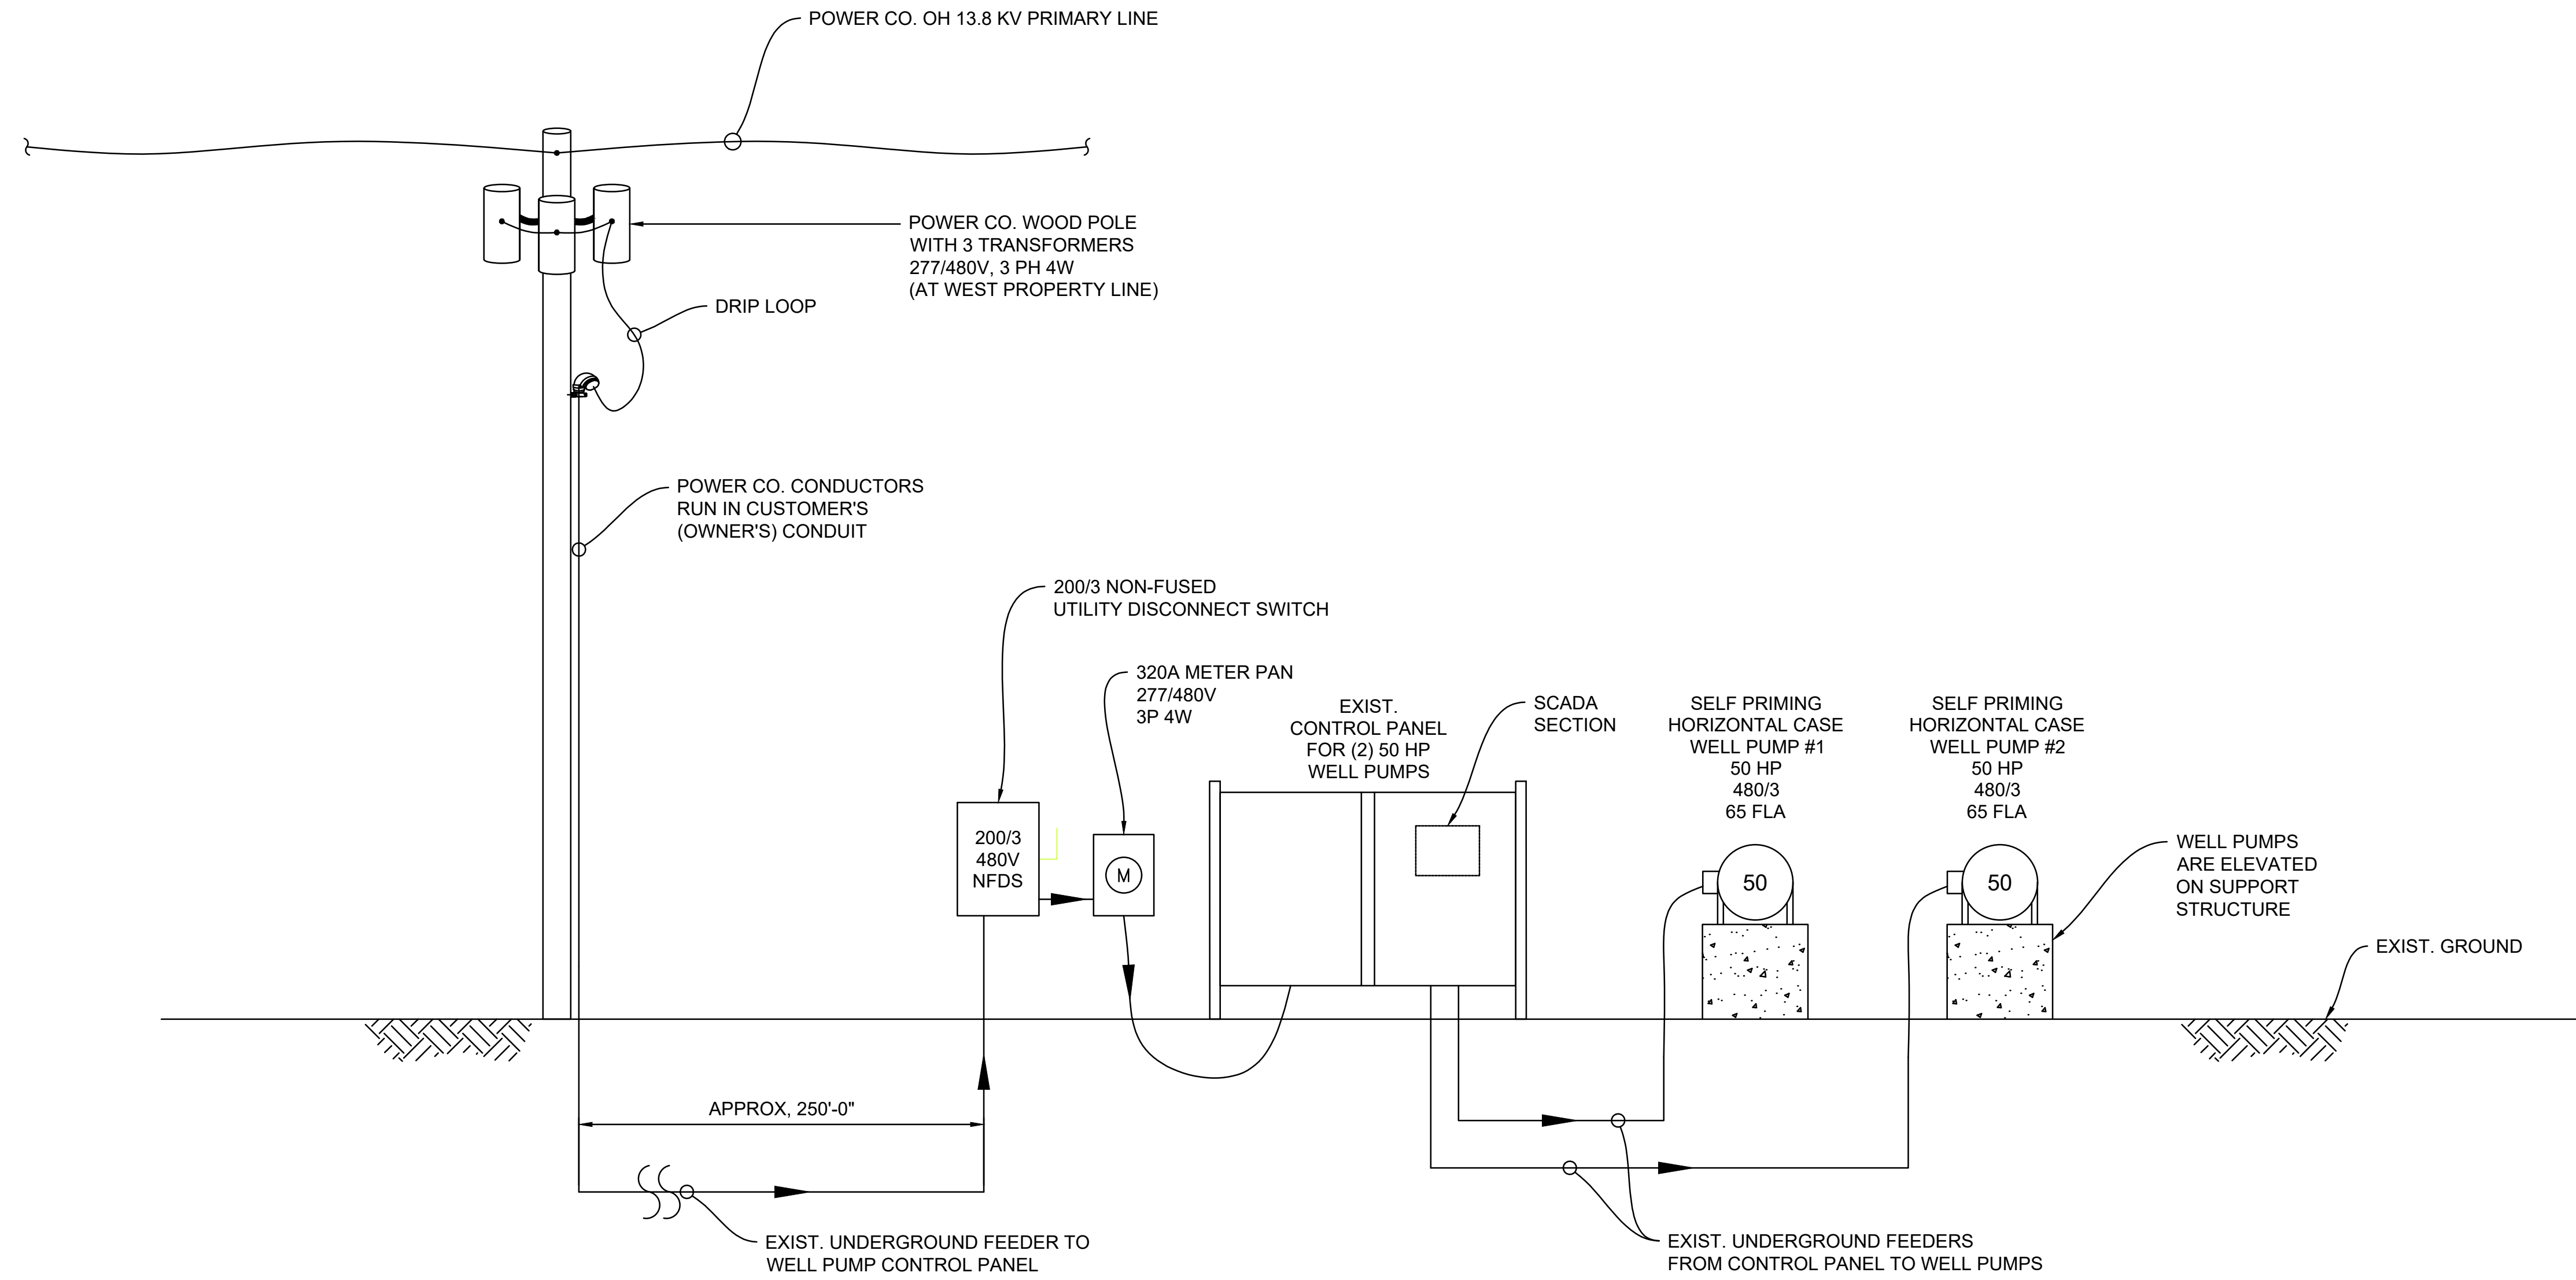 POWER CO. OH 13.8 KV PRIMARY LINE
POWER CO. WOOD POLE
WITH 3 TRANSFORMERS
277/480V, 3 PH 4W
(AT WEST PROPERTY LINE)
DRIP LOOP
POWER CO. CONDUCTORS
RUN IN CUSTOMER'S
(OWNER'S) CONDUIT
200/3 NON-FUSED
UTILITY DISCONNECT SWITCH
320A METER PAN
277/480V
3P 4W
EXIST.
CONTROL PANEL
FOR (2) 50 HP
WELL PUMPS
SCADA
SECTION
SELF PRIMING
HORIZONTAL CASE
WELL PUMP #1
50 HP
480/3
65 FLA
SELF PRIMING
HORIZONTAL CASE
WELL PUMP #2
50 HP
480/3
65 FLA
200/3
480V
NFDS
M
50
50
WELL PUMPS
ARE ELEVATED
ON SUPPORT
STRUCTURE
EXIST. GROUND
APPROX, 250'-0"
EXIST. UNDERGROUND FEEDER TO
WELL PUMP CONTROL PANEL
EXIST. UNDERGROUND FEEDERS
FROM CONTROL PANEL TO WELL PUMPS